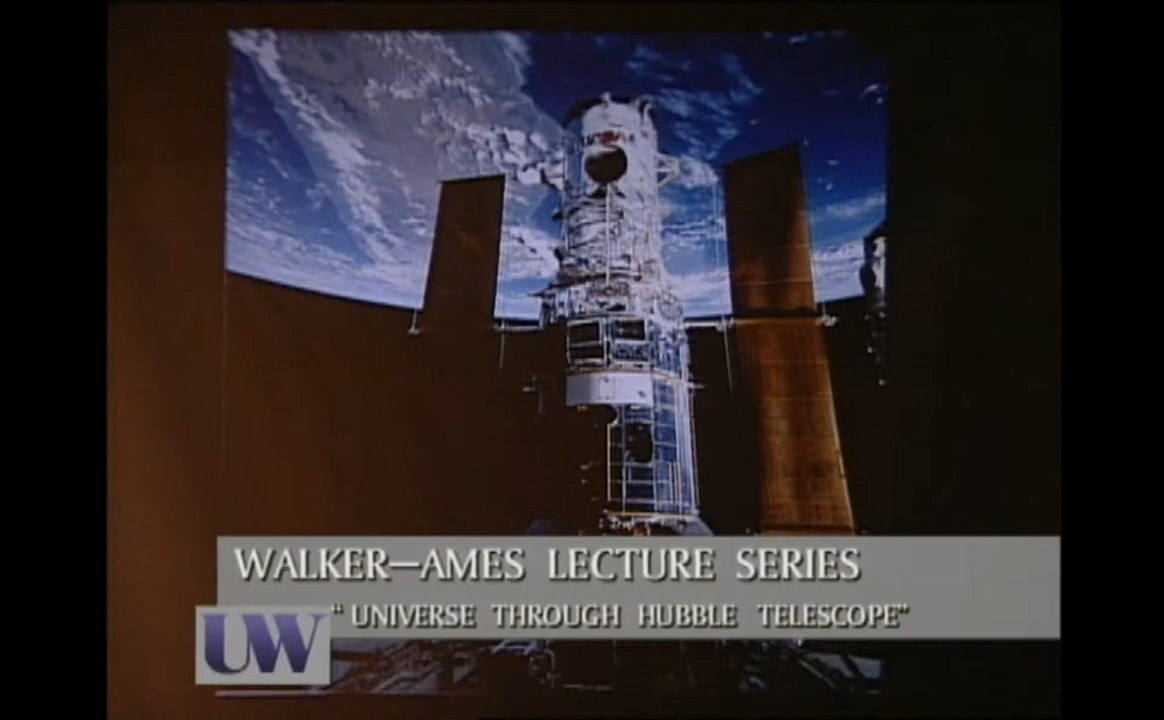 WALKER–AMES LECTURE SERIES
"UNIVERSE THROUGH HUBBLE TELESCOPE"
UW